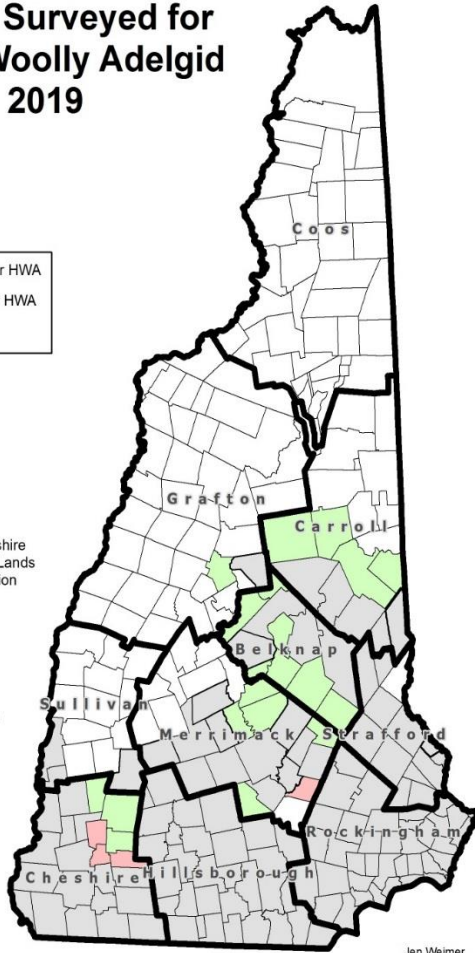 Surveyed for
Woolly Adelgid
2019
r HWA
HWA
shire
Lands
ion
Coos
Grafton
Carroll
Belknap
Sullivan
Merrimack
Strafford
Rockingham
Cheshire
Hillsborough
Jen Weimer